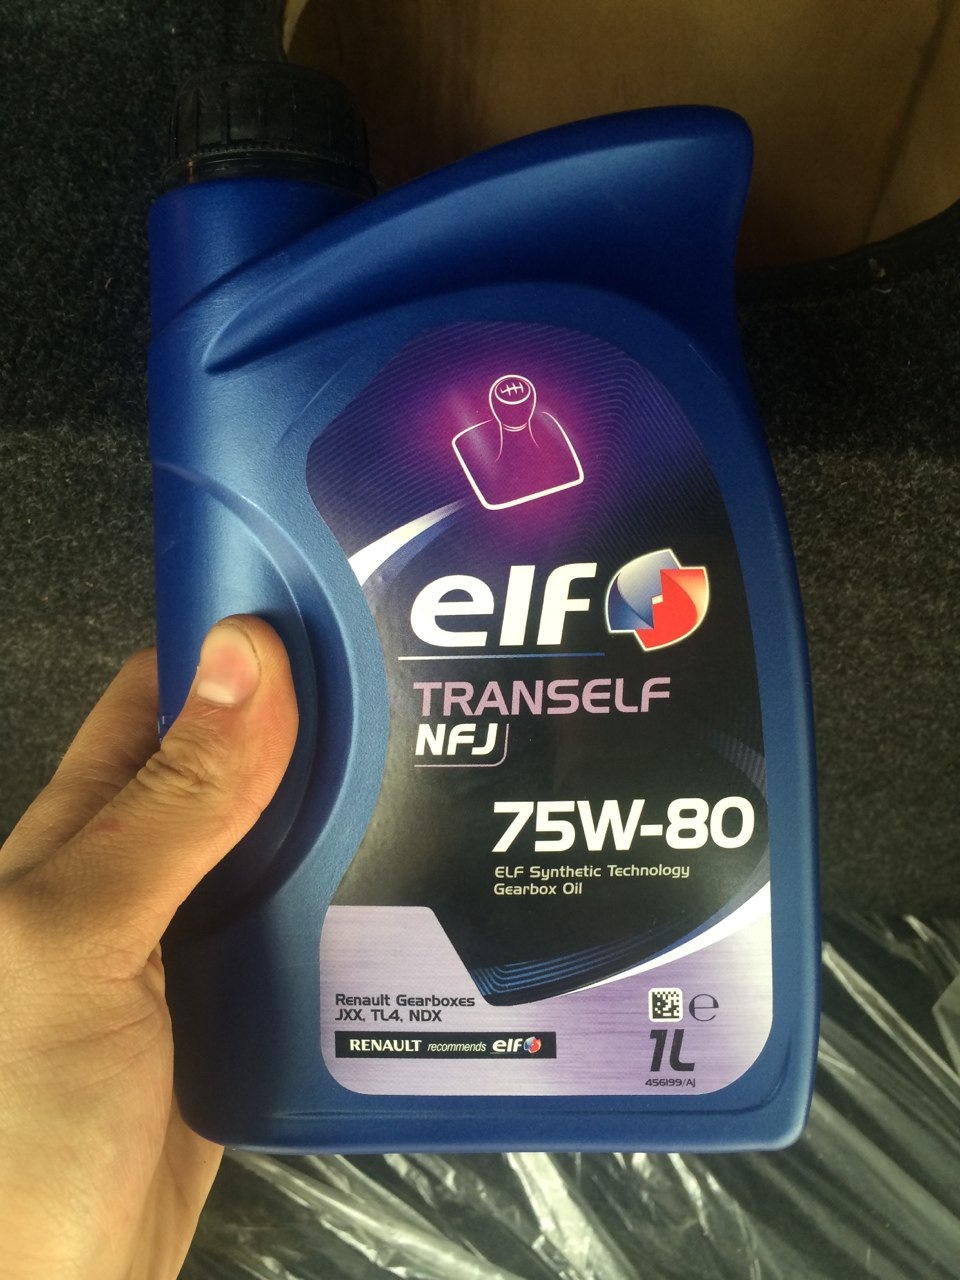 elf
TRANSELF
NFJ
75W-80
ELF Synthetic Technology
Gearbox Oil
Renault Gearboxes
JXX, TL4, NDX
RENAULT recommends elf
e
1L
456199/AJ